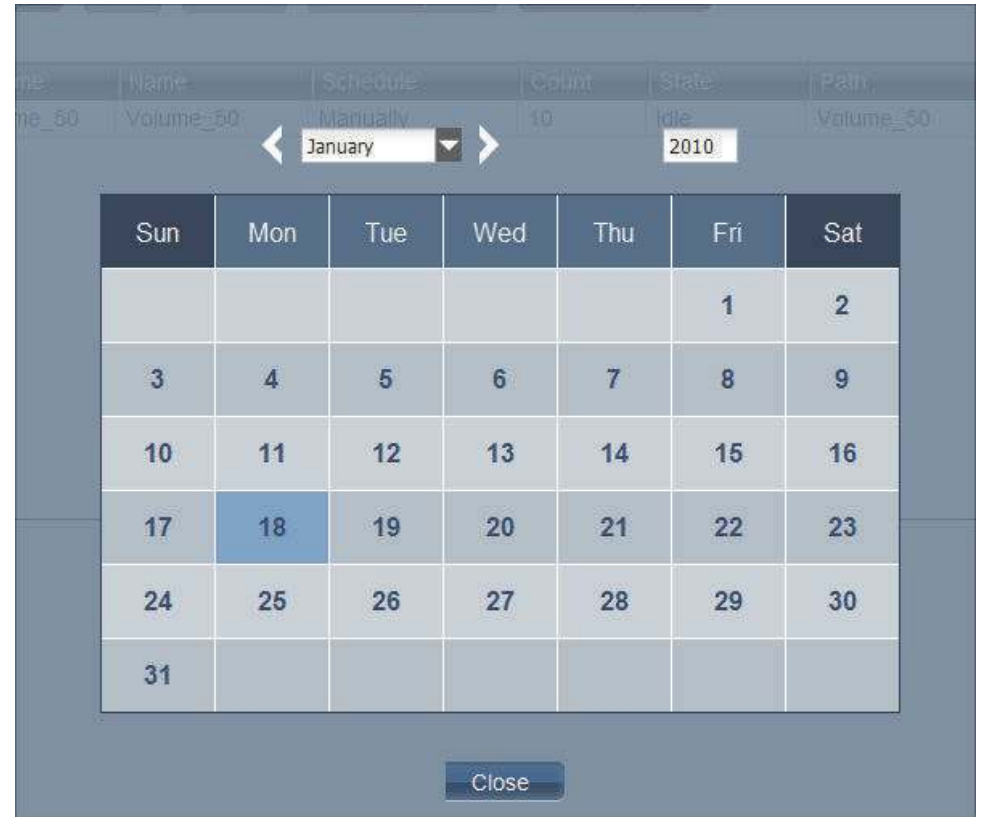 me Name Schedule Count State Path
me_50 Volume_50 Manually 10 Idle Volume_50
January 2010
Sun Mon Tue Wed Thu Fri Sat
1 2
3 4 5 6 7 8 9
10 11 12 13 14 15 16
17 18 19 20 21 22 23
24 25 26 27 28 29 30
31
Close